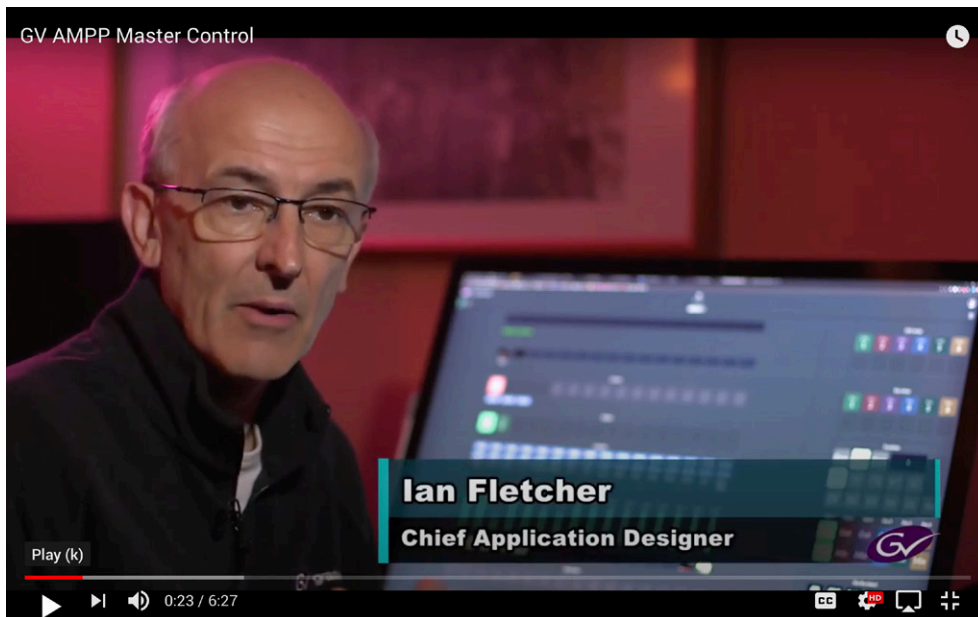 GV AMPP Master Control
Ian Fletcher
Chief Application Designer
GV
Play (k)
0:23 / 6:27
CC
HD